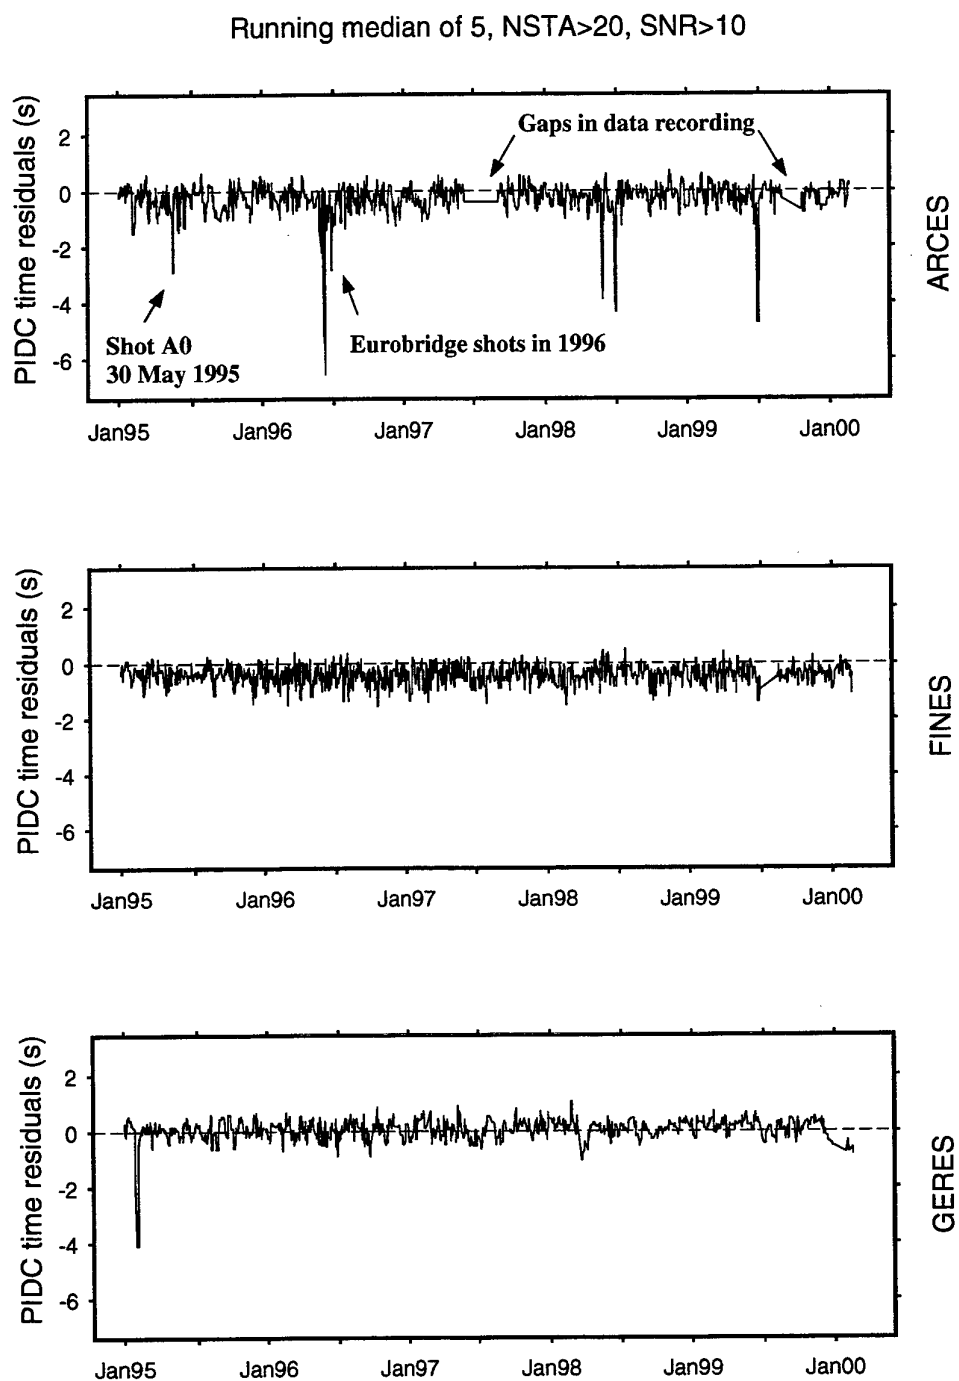 Running median of 5, NSTA>20, SNR>10
PIDC time residuals (s)
2
0
-2
-4
-6
Gaps in data recording
Shot A0
30 May 1995
Eurobridge shots in 1996
ARCES
Jan95 Jan96 Jan97 Jan98 Jan99 Jan00
PIDC time residuals (s)
2
0
-2
-4
-6
FINES
Jan95 Jan96 Jan97 Jan98 Jan99 Jan00
PIDC time residuals (s)
2
0
-2
-4
-6
GERES
Jan95 Jan96 Jan97 Jan98 Jan99 Jan00